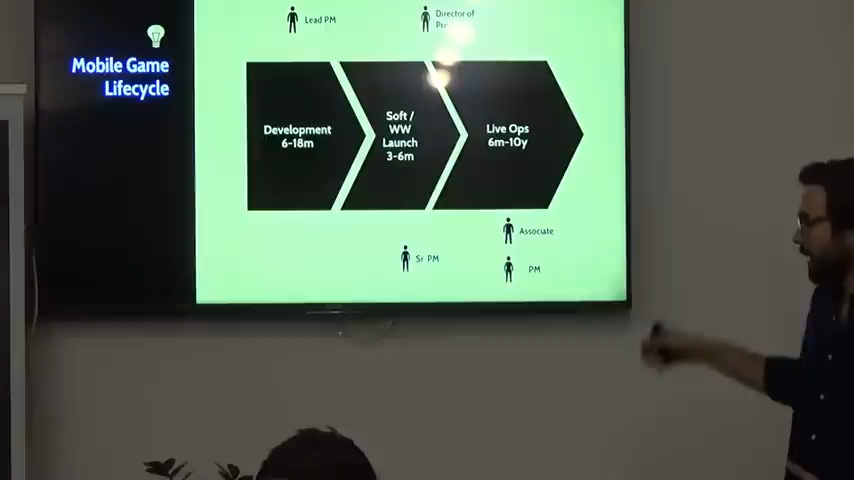 Mobile Game
Lifecycle
Lead PM
Director of
Development
6-18m
Soft /
WW
Launch
3-6m
Live Ops
6m-10y
Associate
Sr PM
PM